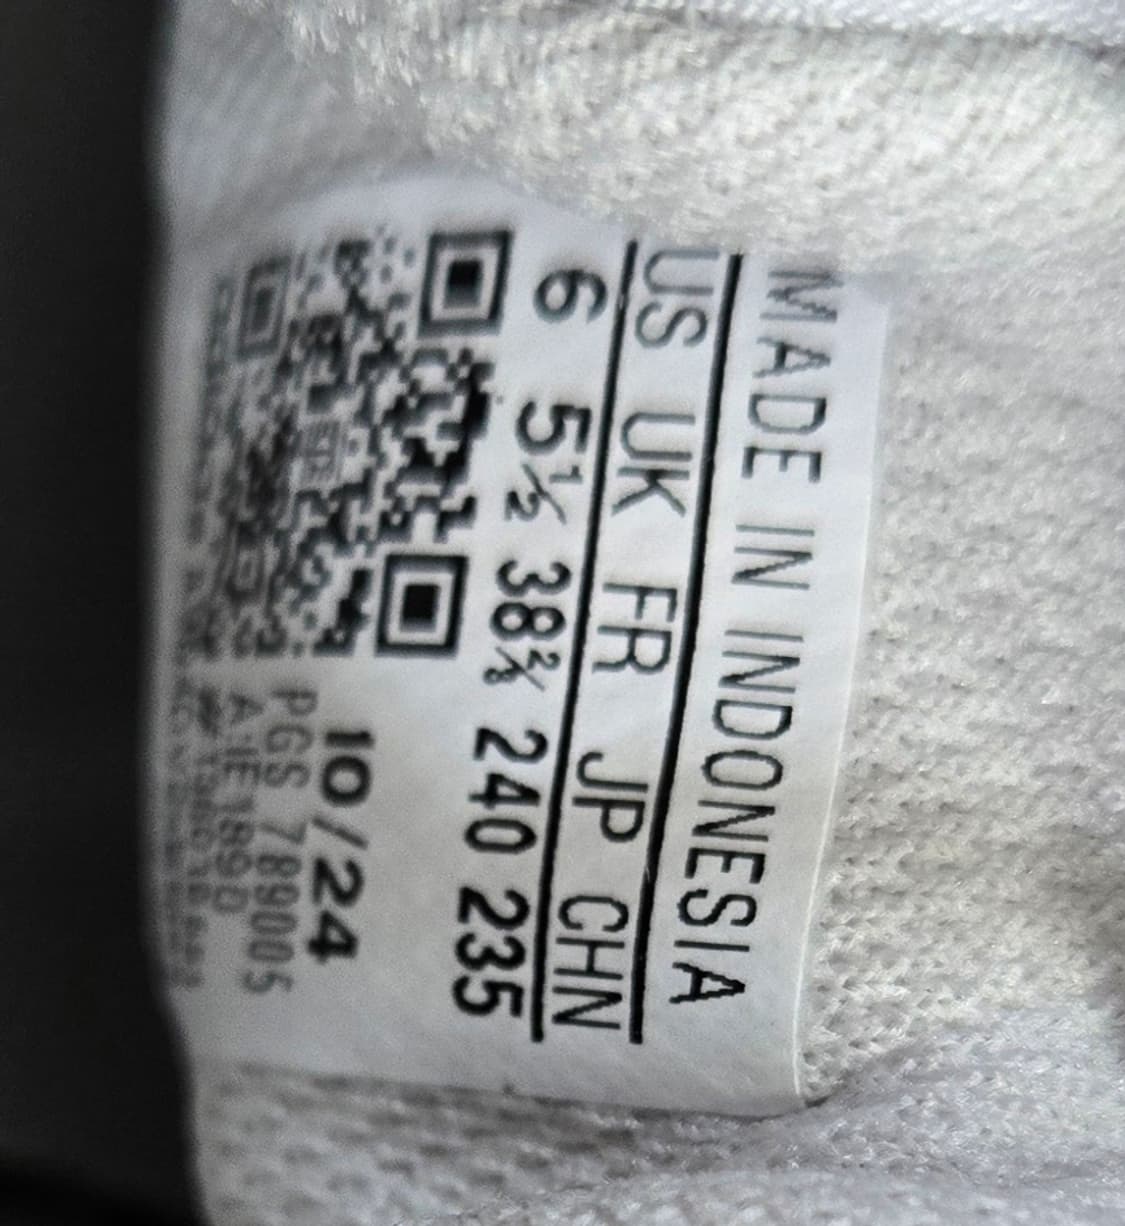 MADE IN INDONESIA
US UK FR JP CHN
6 5½ 38⅔ 240 235
10/24
PGS 789005